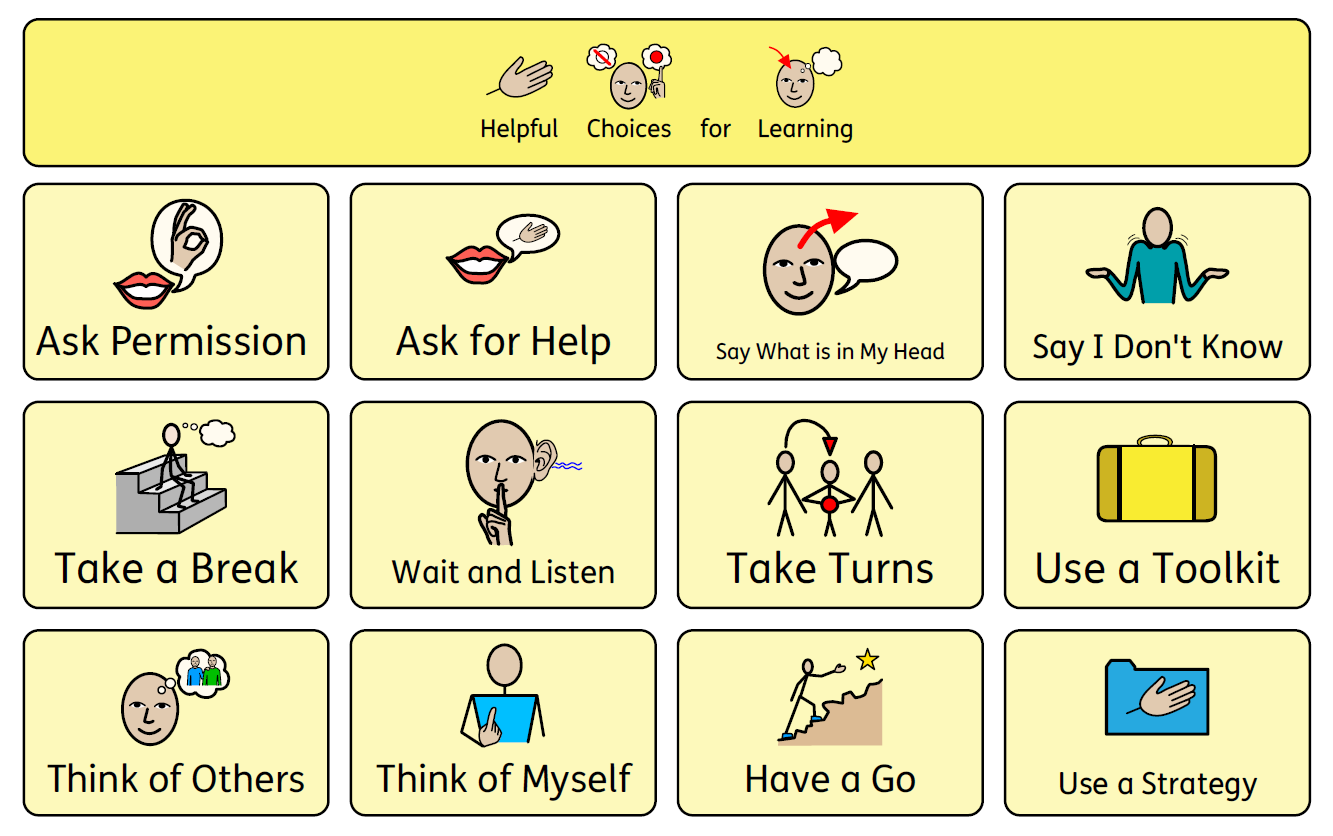 Helpful Choices for Learning
Ask Permission
Ask for Help
Say What is in My Head
Say I Don't Know
Take a Break
Wait and Listen
Take Turns
Use a Toolkit
Think of Others
Think of Myself
Have a Go
Use a Strategy